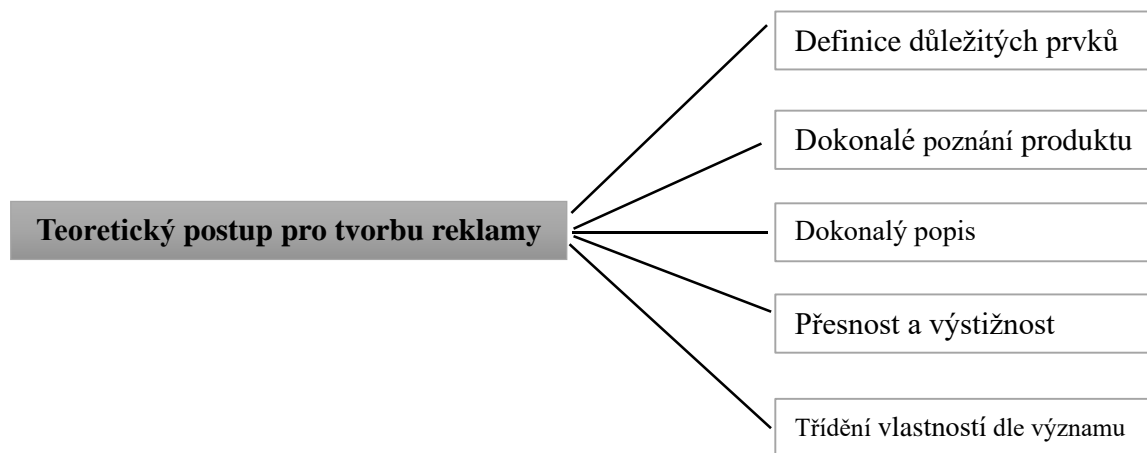 Definice důležitých prvků
Dokonalé poznání produktu
Teoretický postup pro tvorbu reklamy
Dokonalý popis
Přesnost a výstižnost
Třídění vlastností dle významu